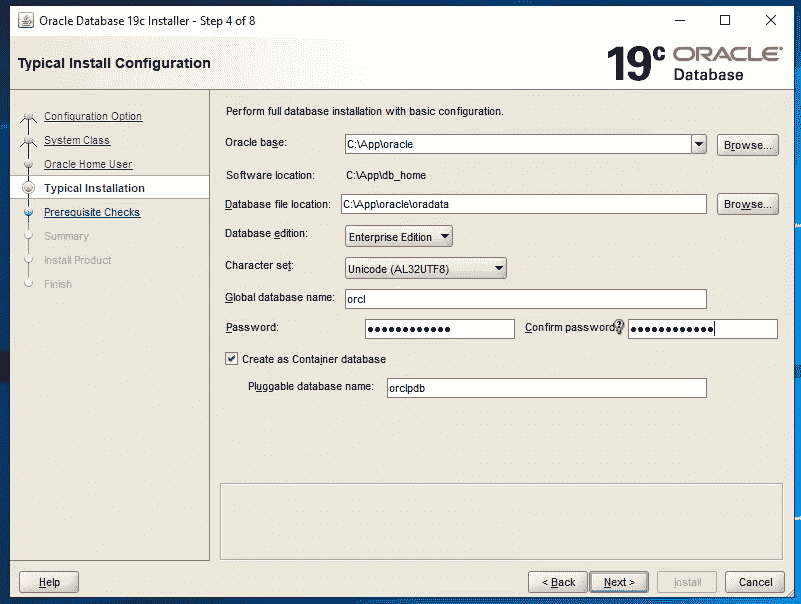 Oracle Database 19c Installer - Step 4 of 8
Typical Install Configuration
19c ORACLE
Database
Configuration Option
System Class
Oracle Home User
Typical Installation
Prerequisite Checks
Summary
Install Product
Finish
Perform full database installation with basic configuration.
Oracle base: C:\App\oracle Browse...
Software location: C:\App\db_home
Database file location: C:\App\oracle\oradata Browse...
Database edition: Enterprise Edition
Character set: Unicode (AL32UTF8)
Global database name: orcl
Password: ●●●●●●●●●●●● Confirm password: ●●●●●●●●●●●●
Create as Container database
Pluggable database name: orclpdb
Help < Back Next > Install Cancel